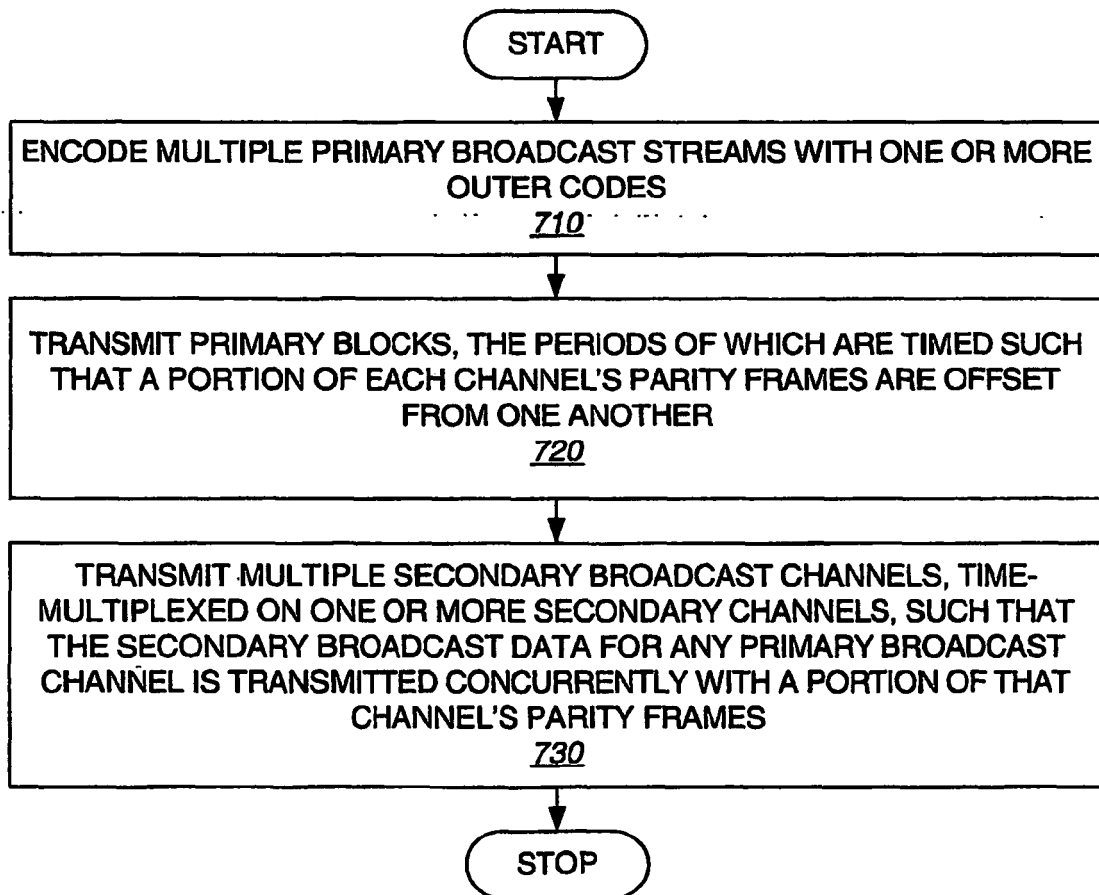 START
ENCODE MULTIPLE PRIMARY BROADCAST STREAMS WITH ONE OR MORE
OUTER CODES
710
TRANSMIT PRIMARY BLOCKS, THE PERIODS OF WHICH ARE TIMED SUCH
THAT A PORTION OF EACH CHANNEL'S PARITY FRAMES ARE OFFSET
FROM ONE ANOTHER
720
TRANSMIT MULTIPLE SECONDARY BROADCAST CHANNELS, TIME-
MULTIPLEXED ON ONE OR MORE SECONDARY CHANNELS, SUCH THAT
THE SECONDARY BROADCAST DATA FOR ANY PRIMARY BROADCAST
CHANNEL IS TRANSMITTED CONCURRENTLY WITH A PORTION OF THAT
CHANNEL'S PARITY FRAMES
730
STOP